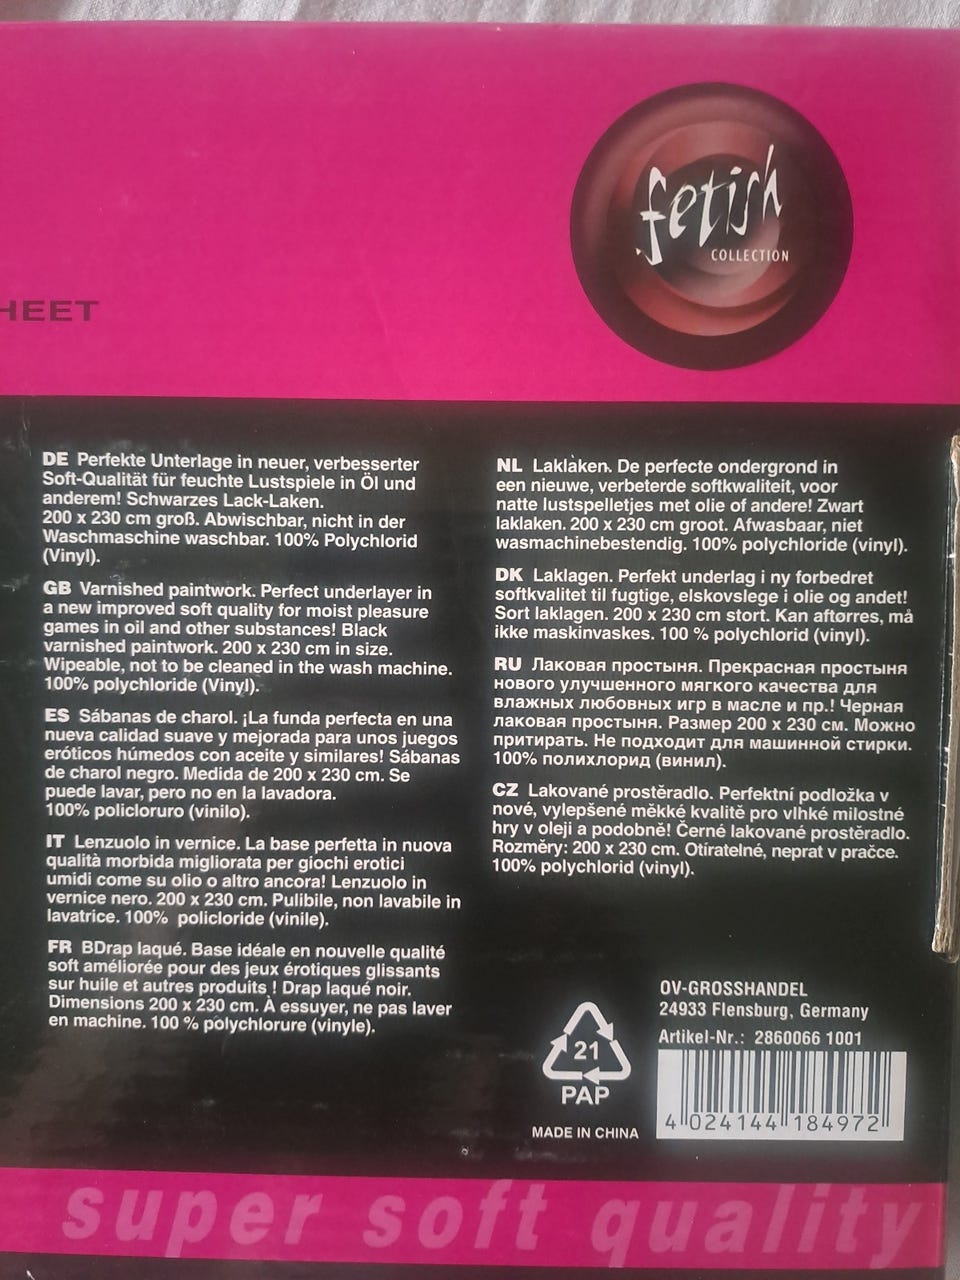 fetish
COLLECTION
HEET
DE Perfekte Unterlage in neuer, verbesserter
Soft-Qualität für feuchte Lustspiele in Öl und
anderem! Schwarzes Lack-Laken.
200 x 230 cm groß. Abwischbar, nicht in der
Waschmaschine waschbar. 100% Polychlorid
(Vinyl).
GB Varnished paintwork. Perfect underlayer in
a new improved soft quality for moist pleasure
games in oil and other substances! Black
varnished paintwork. 200 x 230 cm in size.
Wipeable, not to be cleaned in the wash machine.
100% polychloride (Vinyl).
ES Sábanas de charol. ¡La funda perfecta en una
nueva calidad suave y mejorada para unos juegos
eróticos húmedos con aceite y similares! Sábanas
de charol negro. Medida de 200 x 230 cm. Se
puede lavar, pero no en la lavadora.
100% policloruro (vinilo).
IT Lenzuolo in vernice. La base perfetta in nuova
qualità morbida migliorata per giochi erotici
umidi come su olio o altro ancora! Lenzuolo in
vernice nero. 200 x 230 cm. Pulibile, non lavabile in
lavatrice. 100% policloride (vinile).
FR BDrap laqué. Base idéale en nouvelle qualité
soft améliorée pour des jeux érotiques glissants
sur huile et autres produits ! Drap laqué noir.
Dimensions 200 x 230 cm. À essuyer, ne pas laver
en machine. 100 % polychlorure (vinyle).
NL Laklaken. De perfecte ondergrond in
een nieuwe, verbeterde softkwaliteit, voor
natte lustspelletjes met olie of andere! Zwart
laklaken. 200 x 230 cm groot. Afwasbaar, niet
wasmachinebestendig. 100% polychloride (vinyl).
DK Laklagen. Perfekt underlag i ny forbedret
softkvalitet til fugtige, elskovslege i olie og andet!
Sort laklagen. 200 x 230 cm stort. Kan aftørres, må
ikke maskinvaskes. 100 % polychlorid (vinyl).
RU Лаковая простыня. Прекрасная простыня
нового улучшенного мягкого качества для
влажных любовных игр в масле и пр.! Черная
лаковая простыня. Размер 200 х 230 см. Можно
притирать. Не подходит для машинной стирки.
100% полихлорид (винил).
CZ Lakované prostěradlo. Perfektní podložka v
nové, vylepšené měkké kvalitě pro vlhké milostné
hry v oleji a podobně! Černé lakované prostěradlo.
Rozměry: 200 x 230 cm. Otíratelné, neprat v pračce.
100% polychlorid (vinyl).
OV-GROSSHANDEL
24933 Flensburg, Germany
Artikel-Nr.: 2860066 1001
21
PAP
MADE IN CHINA
4 024144 184972
super soft quality